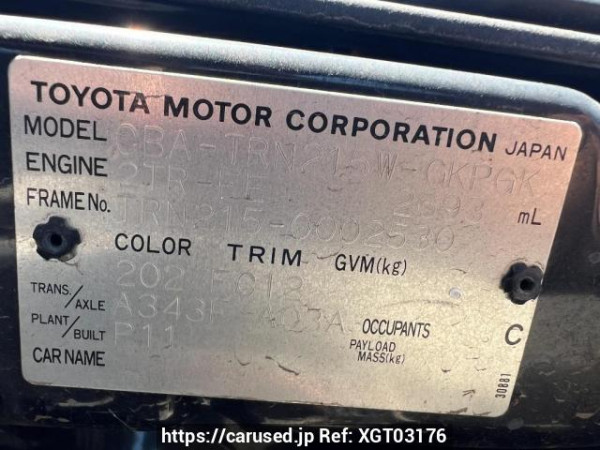 TOYOTA MOTOR CORPORATION JAPAN
MODEL CBA-TRN215W-GKPGK
ENGINE 2TR-FE 2693 mL
FRAME No. TRN215-0002530
COLOR TRIM GVM(kg)
202 FC13
TRANS./AXLE A343F A03A OCCUPANTS C
PLANT/BUILT P11 PAYLOAD MASS(kg)
CAR NAME
30881
https://carused.jp Ref: XGT03176